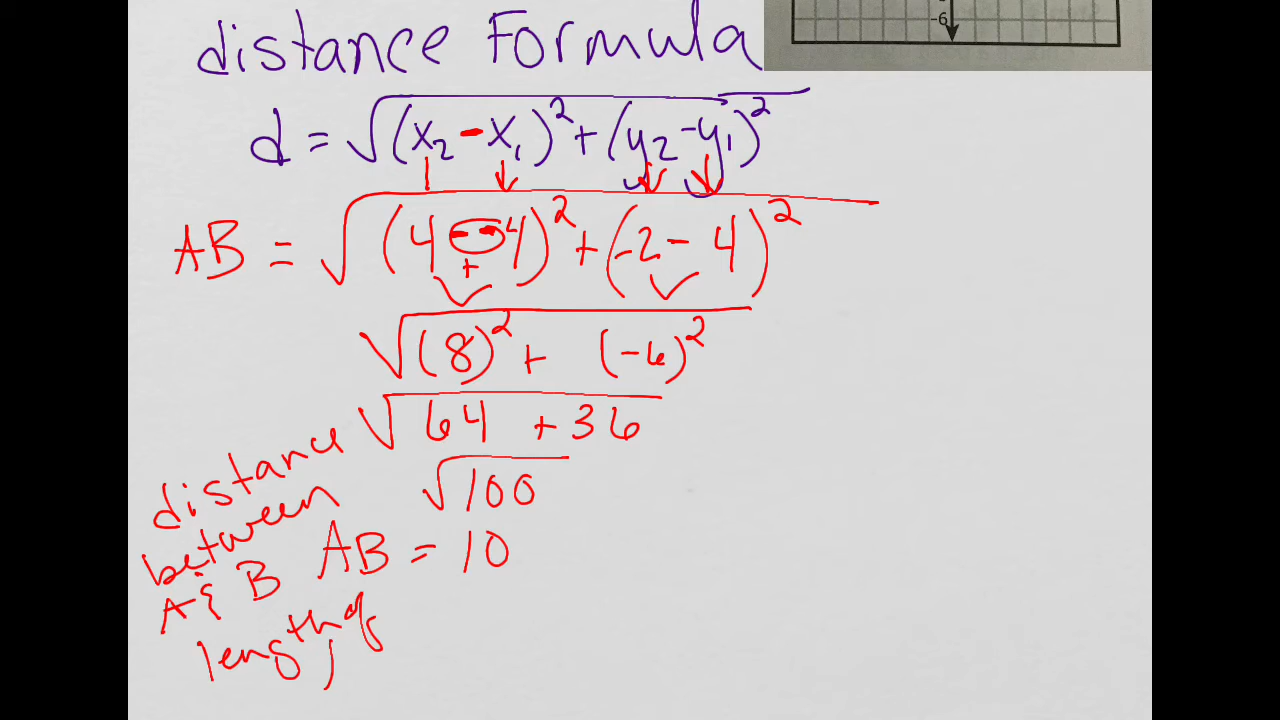 distance Formula
-6
d = √(x₂ - x₁)² + (y₂ - y₁)²
AB = √(4 - -4)² + (-2 - 4)²
+
√(8)² + (-6)²
√64 + 36
√100
AB = 10
distance
between
A & B
length of